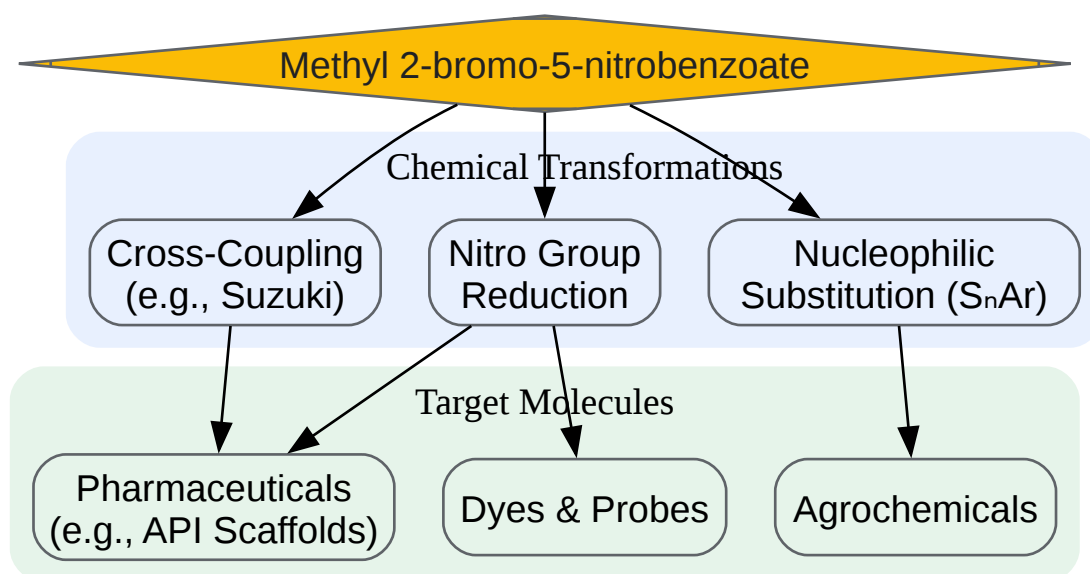 Methyl 2-bromo-5-nitrobenzoate
Chemical Transformations
Cross-Coupling
(e.g., Suzuki)
Nitro Group
Reduction
Nucleophilic
Substitution (SₙAr)
Target Molecules
Pharmaceuticals
(e.g., API Scaffolds)
Dyes & Probes
Agrochemicals